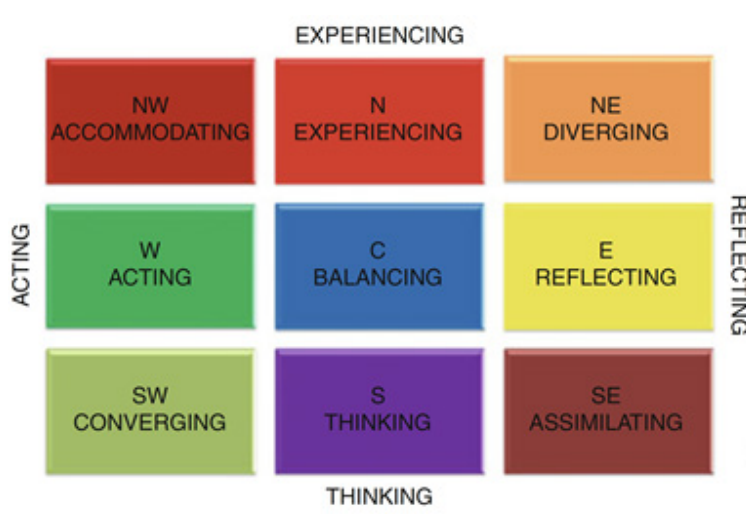 EXPERIENCING
NW
ACCOMMODATING
N
EXPERIENCING
NE
DIVERGING
ACTING
W
ACTING
C
BALANCING
E
REFLECTING
REFLECTING
SW
CONVERGING
S
THINKING
SE
ASSIMILATING
THINKING